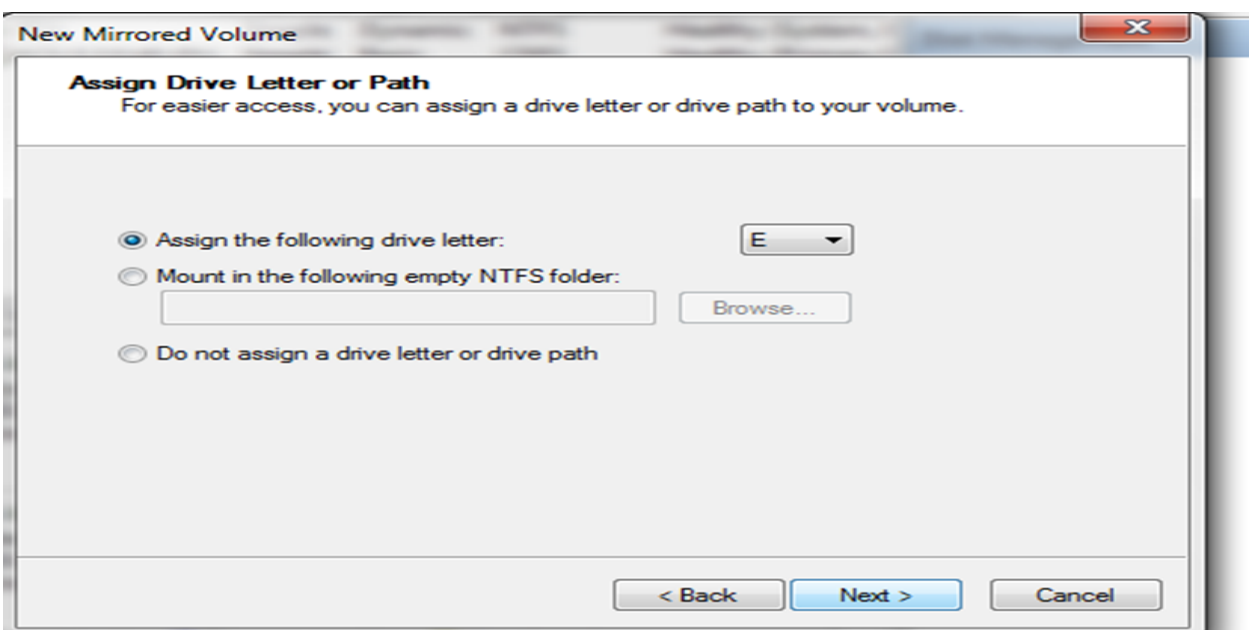 New Mirrored Volume
Assign Drive Letter or Path
For easier access, you can assign a drive letter or drive path to your volume.
Assign the following drive letter: E
Mount in the following empty NTFS folder:
Browse...
Do not assign a drive letter or drive path
< Back Next > Cancel